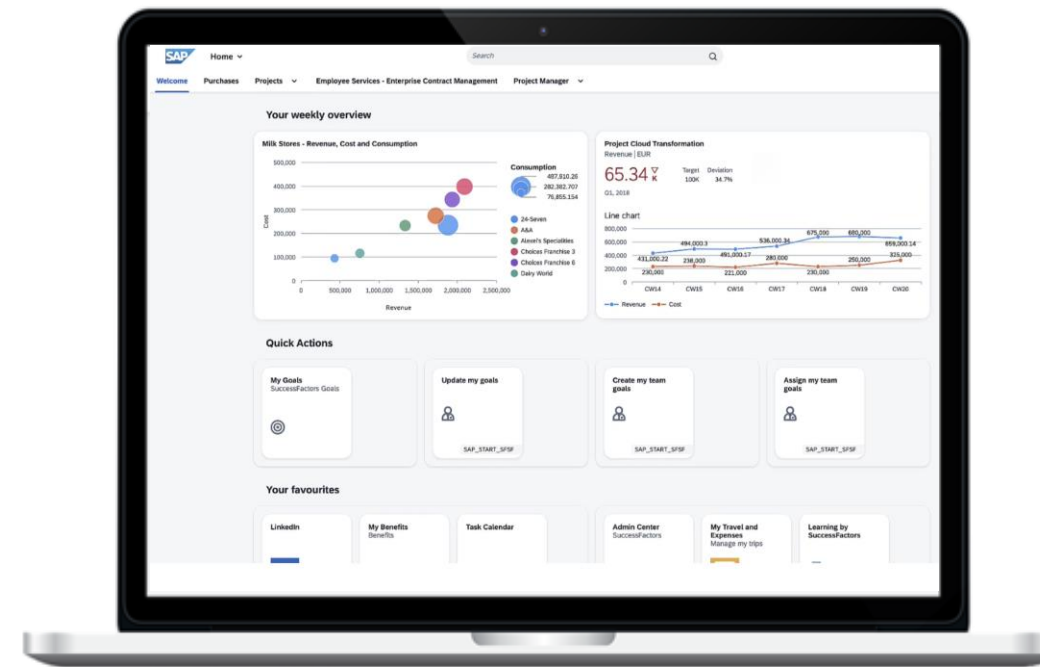 SAP Home Search
Welcome Purchases Projects Employee Services - Enterprise Contract Management Project Manager
Your weekly overview
Milk Stores - Revenue, Cost and Consumption
500,000
400,000
300,000
200,000
100,000
0
Cost
0 500,000 1,000,000 1,500,000 2,000,000 2,500,000
Revenue
Consumption
487,910.26
282,382.707
76,855.154
24-Seven
A&A
Alexei's Specialities
Choices Franchise 3
Choices Franchise 6
Dairy World
Project Cloud Transformation
Revenue | EUR
65.34 K
Target Deviation
100K 34.7%
Q1, 2018
Line chart
800,000
600,000
400,000
200,000
0
431,000.22 494,000.3 491,000.17 536,000.34 675,000 680,000 659,000.14
230,000 238,000 221,000 280,000 230,000 250,000 325,000
CW14 CW15 CW16 CW17 CW18 CW19 CW20
Revenue Cost
Quick Actions
My Goals
SuccessFactors Goals
Update my goals
SAP_START_SFSF
Create my team
goals
SAP_START_SFSF
Assign my team
goals
SAP_START_SFSF
Your favourites
LinkedIn
My Benefits
Benefits
Task Calendar
Admin Center
SuccessFactors
My Travel and
Expenses
Manage my trips
Learning by
SuccessFactors